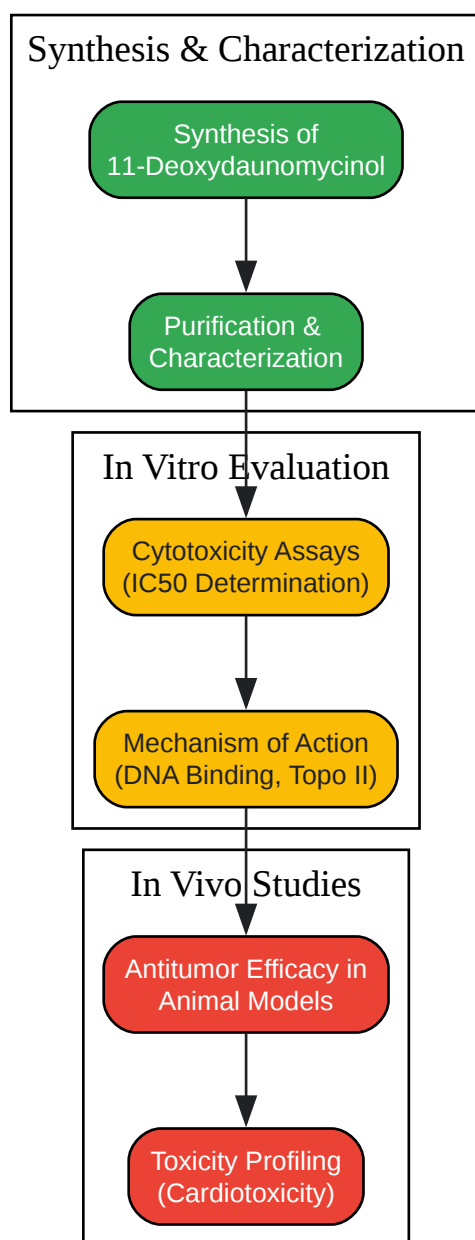 Synthesis & Characterization
Synthesis of
11-Deoxydaunomycinol
Purification &
Characterization
In Vitro Evaluation
Cytotoxicity Assays
(IC50 Determination)
Mechanism of Action
(DNA Binding, Topo II)
In Vivo Studies
Antitumor Efficacy in
Animal Models
Toxicity Profiling
(Cardiotoxicity)